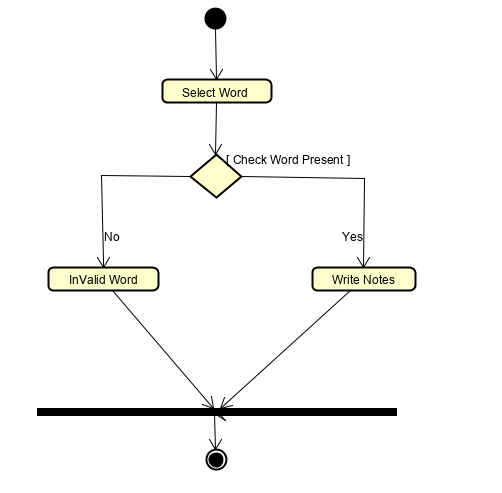 Select Word
[ Check Word Present ]
No
Yes
InValid Word
Write Notes